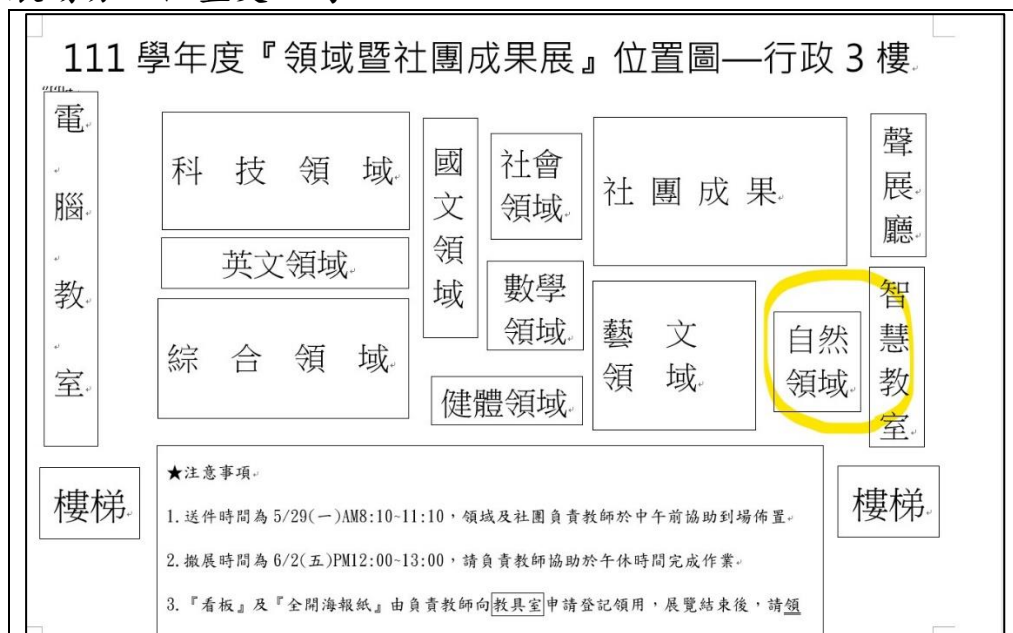 111 學年度『領域暨社團成果展』位置圖—行政 3 樓
電腦教室
科技領域
國文領域
社會
領域
社團成果
聲展廳
英文領域
數學
領域
智慧教室
綜合領域
藝文
領域
自然
領域
健體領域
樓梯
樓梯
★注意事項
1.送件時間為 5/29(一)AM8:10~11:10，領域及社團負責教師於中午前協助到場佈置
2.撤展時間為 6/2(五)PM12:00~13:00，請負責教師協助於午休時間完成作業
3.『看板』及『全開海報紙』由負責教師向教具室申請登記領用，展覽結束後，請領